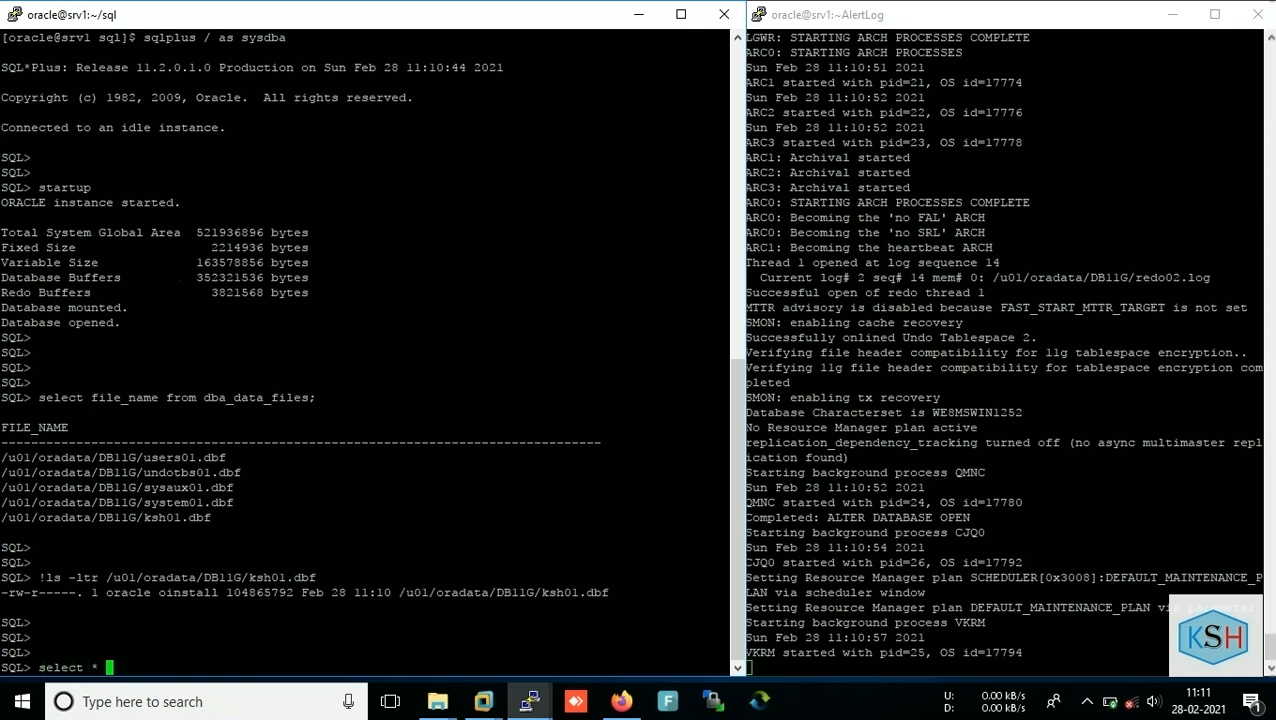 oracle@srv1:~/sql
[oracle@srv1 sql]$ sqlplus / as sysdba
SQL*Plus: Release 11.2.0.1.0 Production on Sun Feb 28 11:10:44 2021
Copyright (c) 1982, 2009, Oracle.  All rights reserved.
Connected to an idle instance.
SQL>
SQL>
SQL> startup
ORACLE instance started.
Total System Global Area  521936896 bytes
Fixed Size                  2214936 bytes
Variable Size             163578856 bytes
Database Buffers          352321536 bytes
Redo Buffers                3821568 bytes
Database mounted.
Database opened.
SQL>
SQL>
SQL>
SQL>
SQL> select file_name from dba_data_files;
FILE_NAME
--------------------------------------------------------------------------------
/u01/oradata/DB11G/users01.dbf
/u01/oradata/DB11G/undotbs01.dbf
/u01/oradata/DB11G/sysaux01.dbf
/u01/oradata/DB11G/system01.dbf
/u01/oradata/DB11G/ksh01.dbf
SQL>
SQL>
SQL> !ls -ltr /u01/oradata/DB11G/ksh01.dbf
-rw-r-----. 1 oracle oinstall 104865792 Feb 28 11:10 /u01/oradata/DB11G/ksh01.dbf
SQL>
SQL>
SQL> select *
oracle@srv1:~AlertLog
LGWR: STARTING ARCH PROCESSES COMPLETE
ARC0: STARTING ARCH PROCESSES
Sun Feb 28 11:10:51 2021
ARC1 started with pid=21, OS id=17774
Sun Feb 28 11:10:52 2021
ARC2 started with pid=22, OS id=17776
Sun Feb 28 11:10:52 2021
ARC3 started with pid=23, OS id=17778
ARC1: Archival started
ARC2: Archival started
ARC3: Archival started
ARC0: STARTING ARCH PROCESSES COMPLETE
ARC0: Becoming the 'no FAL' ARCH
ARC0: Becoming the 'no SRL' ARCH
ARC1: Becoming the heartbeat ARCH
Thread 1 opened at log sequence 14
  Current log# 2 seq# 14 mem# 0: /u01/oradata/DB11G/redo02.log
Successful open of redo thread 1
MTTR advisory is disabled because FAST_START_MTTR_TARGET is not set
SMON: enabling cache recovery
Successfully onlined Undo Tablespace 2.
Verifying file header compatibility for 11g tablespace encryption..
Verifying 11g file header compatibility for tablespace encryption com
pleted
SMON: enabling tx recovery
Database Characterset is WE8MSWIN1252
No Resource Manager plan active
replication_dependency_tracking turned off (no async multimaster repl
ication found)
Starting background process QMNC
Sun Feb 28 11:10:52 2021
QMNC started with pid=24, OS id=17780
Completed: ALTER DATABASE OPEN
Starting background process CJQ0
Sun Feb 28 11:10:54 2021
CJQ0 started with pid=26, OS id=17792
Setting Resource Manager plan SCHEDULER[0x3008]:DEFAULT_MAINTENANCE_P
LAN via scheduler window
Setting Resource Manager plan DEFAULT_MAINTENANCE_PLAN via parameter
Starting background process VKRM
Sun Feb 28 11:10:57 2021
VKRM started with pid=25, OS id=17794
KSH
Type here to search
F
U: 0.00 kB/s
D: 0.00 kB/s
11:11
28-02-2021
1